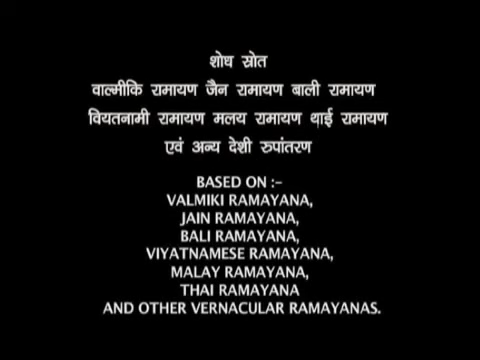 शोध स्रोत
वाल्मीकि रामायण जैन रामायण बाली रामायण
वियतनामी रामायण मलय रामायण थाई रामायण
एवं अन्य देशी रुपांतरण
BASED ON :-
VALMIKI RAMAYANA,
JAIN RAMAYANA,
BALI RAMAYANA,
VIYATNAMESE RAMAYANA,
MALAY RAMAYANA,
THAI RAMAYANA
AND OTHER VERNACULAR RAMAYANAS.